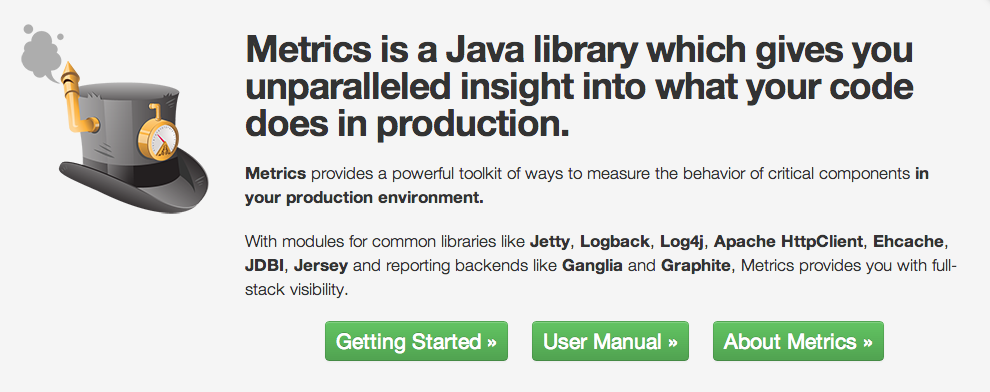 Metrics is a Java library which gives you
unparalleled insight into what your code
does in production.
Metrics provides a powerful toolkit of ways to measure the behavior of critical components in
your production environment.
With modules for common libraries like Jetty, Logback, Log4j, Apache HttpClient, Ehcache,
JDBI, Jersey and reporting backends like Ganglia and Graphite, Metrics provides you with full-
stack visibility.
Getting Started » User Manual » About Metrics »